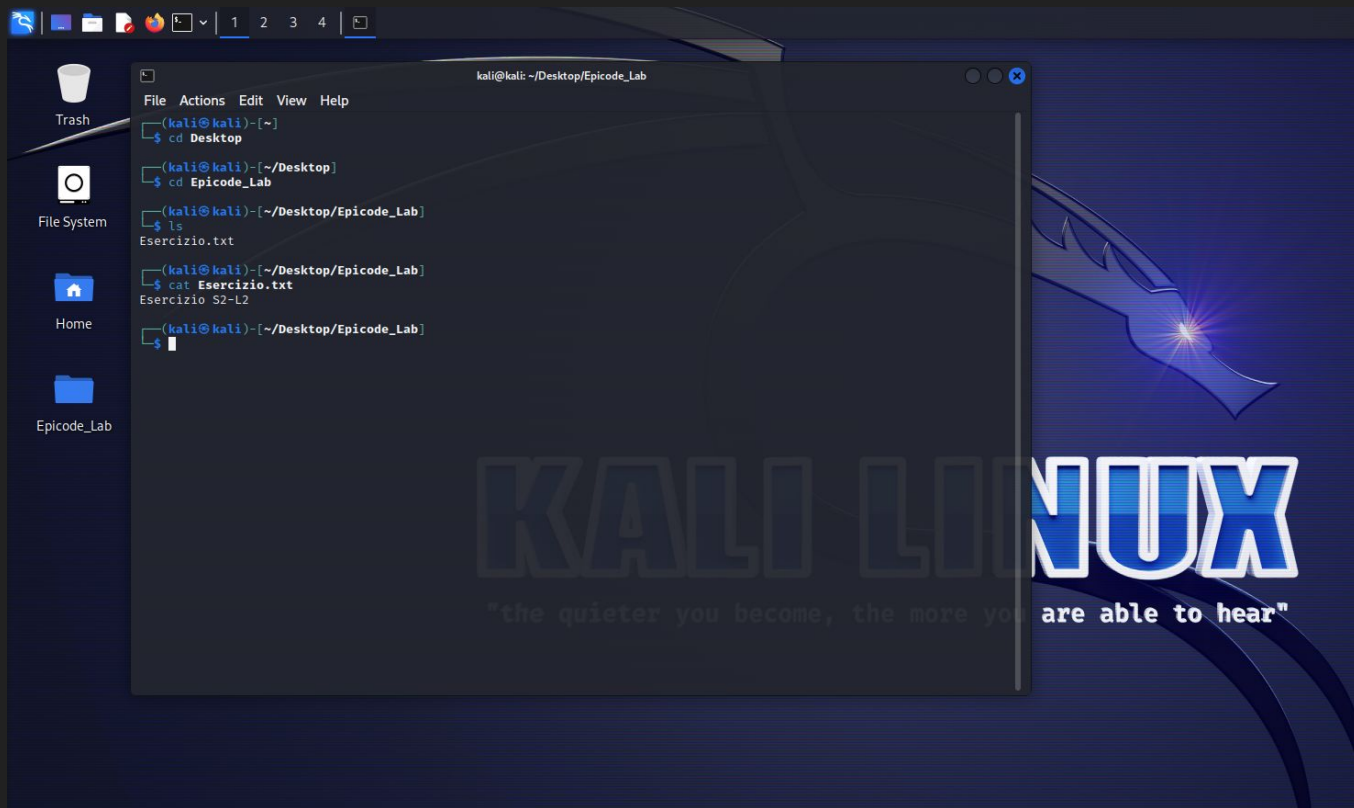 1 2 3 4
kali@kali: ~/Desktop/Epicode_Lab
File Actions Edit View Help
┌──(kali㉿kali)-[~]
└─$ cd Desktop
┌──(kali㉿kali)-[~/Desktop]
└─$ cd Epicode_Lab
┌──(kali㉿kali)-[~/Desktop/Epicode_Lab]
└─$ ls
Esercizio.txt
┌──(kali㉿kali)-[~/Desktop/Epicode_Lab]
└─$ cat Esercizio.txt
Esercizio S2-L2
┌──(kali㉿kali)-[~/Desktop/Epicode_Lab]
└─$
Trash
File System
Home
Epicode_Lab
KALI LINUX
"the quieter you become, the more you are able to hear"